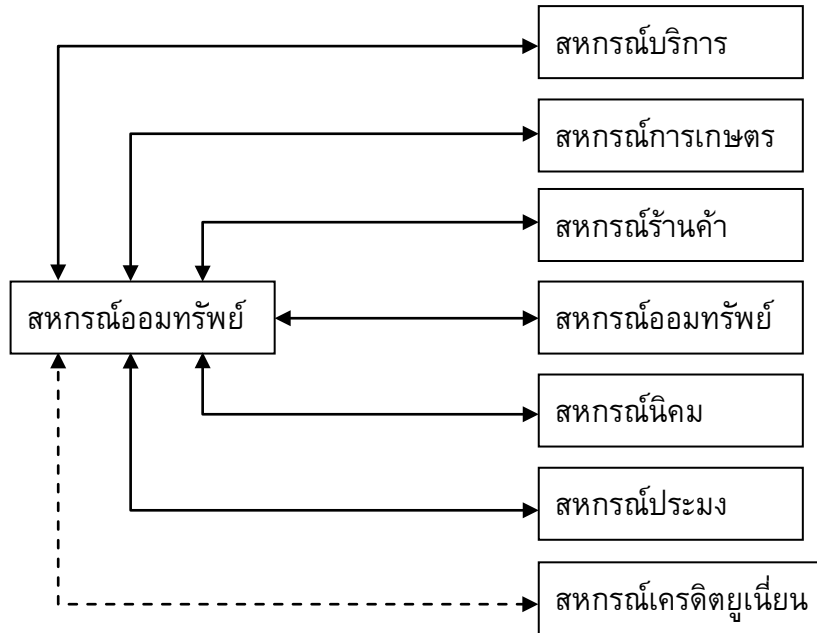 สหกรณ์บริการ
สหกรณ์การเกษตร
สหกรณ์ร้านค้า
สหกรณ์ออมทรัพย์
สหกรณ์ออมทรัพย์
สหกรณ์นิคม
สหกรณ์ประมง
สหกรณ์เครดิตยูเนี่ยน